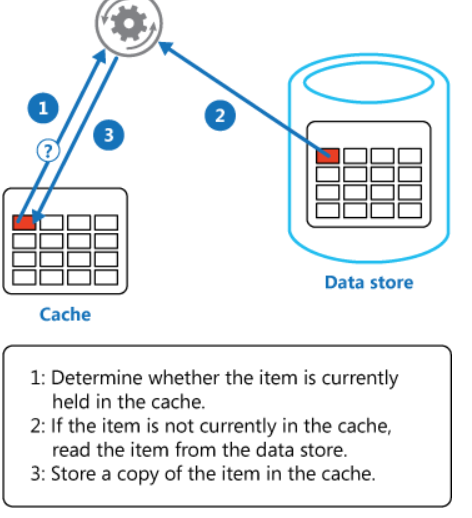 1
2
3
?
Data store
Cache
1: Determine whether the item is currently
held in the cache.
2: If the item is not currently in the cache,
read the item from the data store.
3: Store a copy of the item in the cache.